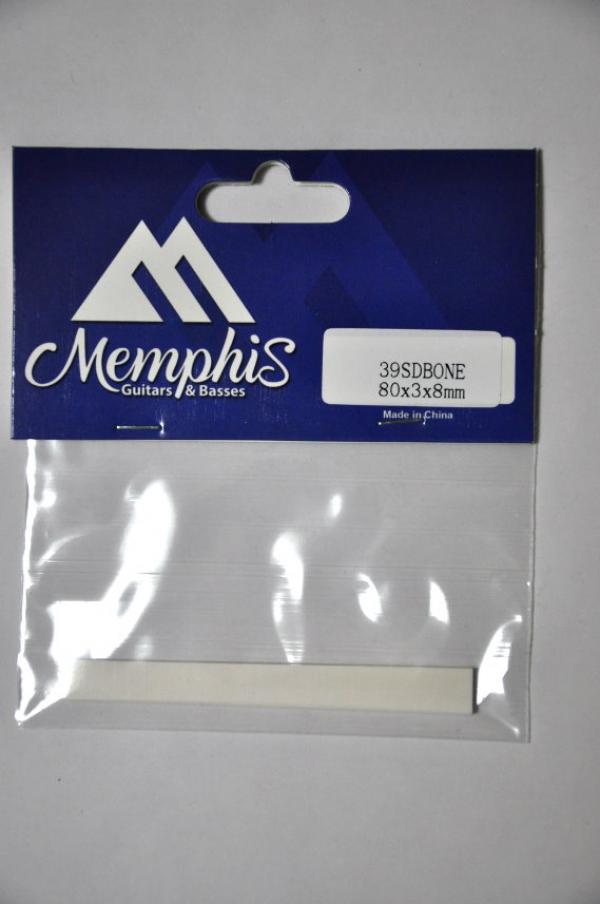 Memphis
Guitars & Basses
39SDBONE
80x3x8mm
Made in China